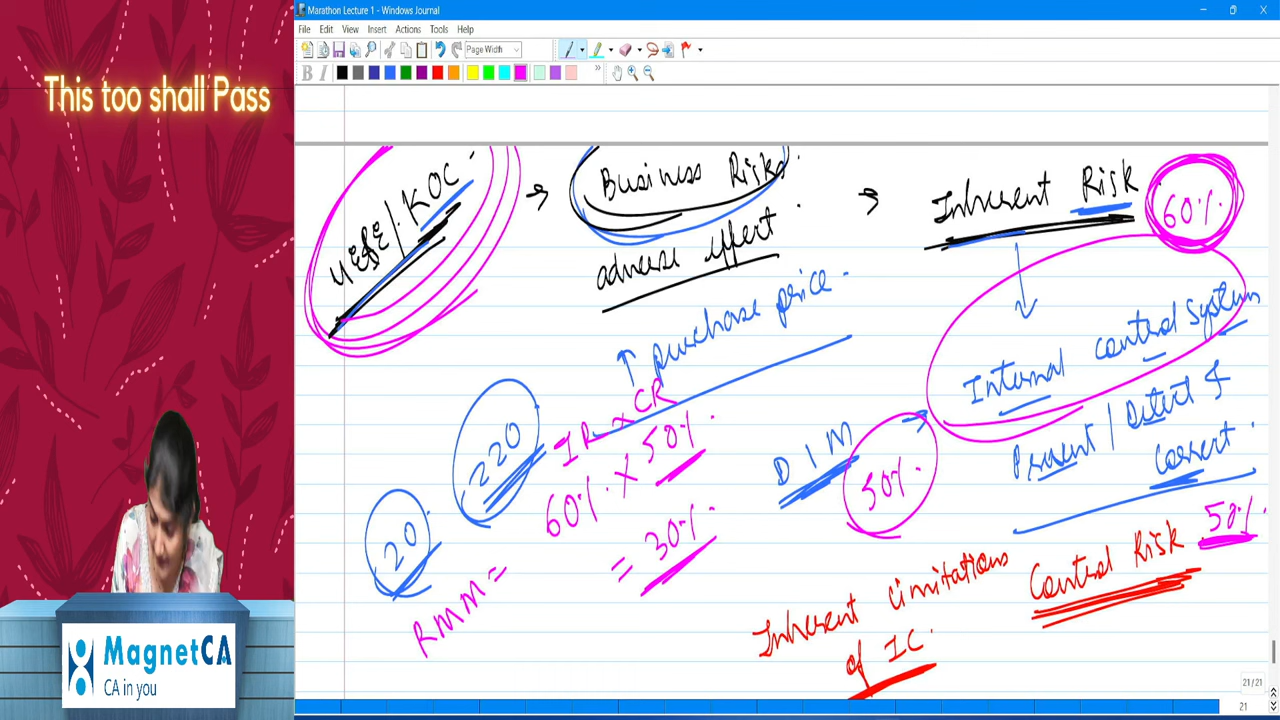 Marathon Lecture 1 - Windows Journal
File Edit View Insert Actions Tools Help
Page Width
This too shall Pass
KOC → Business Risks → Inherent Risk 60%
adverse effect
↑ purchase price
Internal control System
Prevent / Detect &
Correct
DIM → 50%
220
20
IR × CR
60% × 50%
= 30%
RMM =
Control Risk 50%
Inherent Limitations
of IC
MagnetCA
CA in you
21/21
21